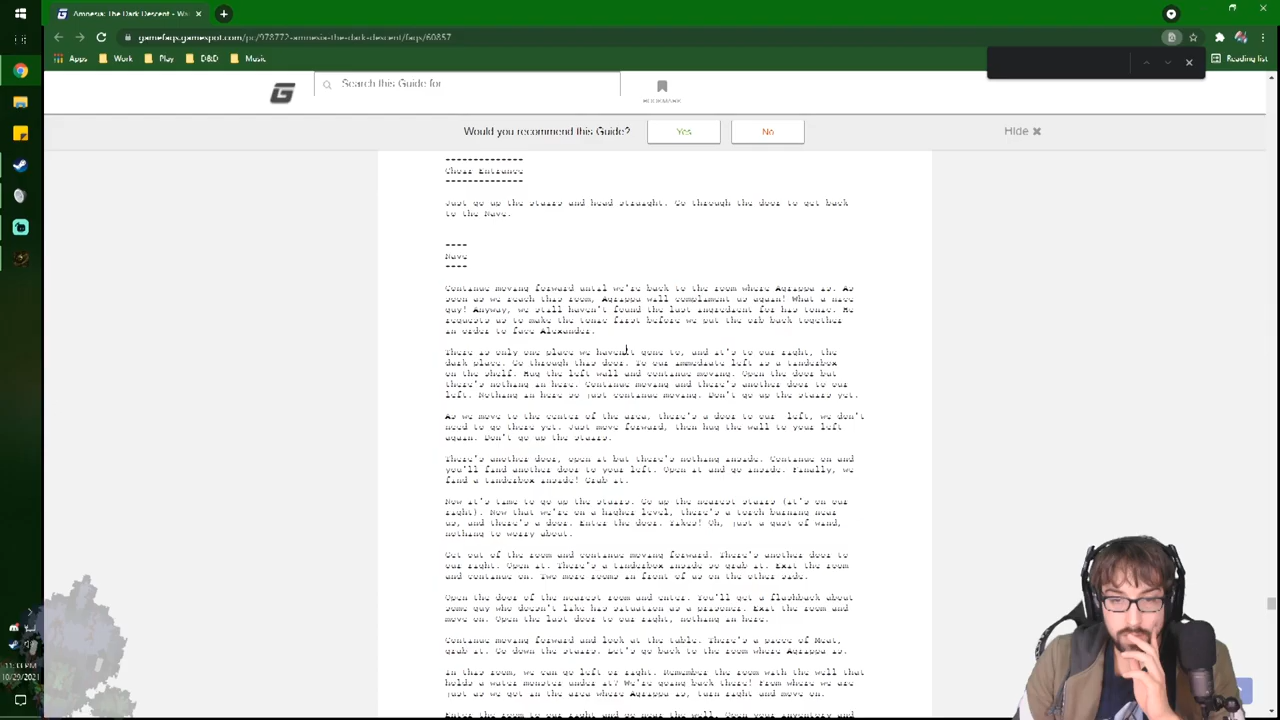 Amnesia: The Dark Descent
gamefaqs.gamespot.com/pc/978772-amnesia-the-dark-descent/faqs/60857
Apps Work Play D&D Music
Reading list
Search this Guide for
BOOKMARK
Would you recommend this Guide? Yes No Hide
--------------
Choir Entrance
--------------
Just go up the stairs and head straight. Go through the door to get back
to the Nave.
----
Nave
----
Continue moving forward until we're back to the room where Agrippa is. As
soon as we reach this room, Agrippa will compliment us again! What a nice
guy! Anyway, we still haven't found the last ingredient for his tonic. He
requests us to make the tonic first before we put the orb back together
in order to face Alexander.
There is only one place we haven't gone to, and it's to our right, the
dark place. Go through this door. To our immediate left is a tinderbox
on the shelf. Hug the left wall and continue moving. Open the door but
there's nothing in here. Continue moving and there's another door to our
left. Nothing in here so just continue moving. Don't go up the stairs yet.
As we move to the center of the area, there's a door to our left, we don't
need to go there yet. Just move forward, then hug the wall to your left
again. Don't go up the stairs.
There's another door, open it but there's nothing inside. Continue on and
you'll find another door to your left. Open it and go inside. Finally, we
find a tinderbox inside! Grab it.
Now it's time to go up the stairs. Go up the nearest stairs (it's on our
right). Now that we're on a higher level, there's a torch burning near
us, and there's a door. Enter the door. Yikes! Oh, just a gust of wind,
nothing to worry about.
Get out of the room and continue moving forward. There's another door to
our right. Open it. There's a tinderbox inside so grab it. Exit the room
and continue on. Two more rooms in front of us on the other side.
Open the door of the nearest room and enter. You'll get a flashback about
some guy who doesn't like his situation as a prisoner. Exit the room and
move on. Open the last door to our right, nothing in here.
Continue moving forward and look at the table. There's a piece of Meat,
grab it. Go down the stairs. Let's go back to the room where Agrippa is.
In this room, we can go left or right. Remember the room with the well that
holds a water monster under it? We're going back there! From where we are
just as we got in the area where Agrippa is, turn right and move on.
Enter the room to our right and go near the well. Open your inventory and
10/29/2021